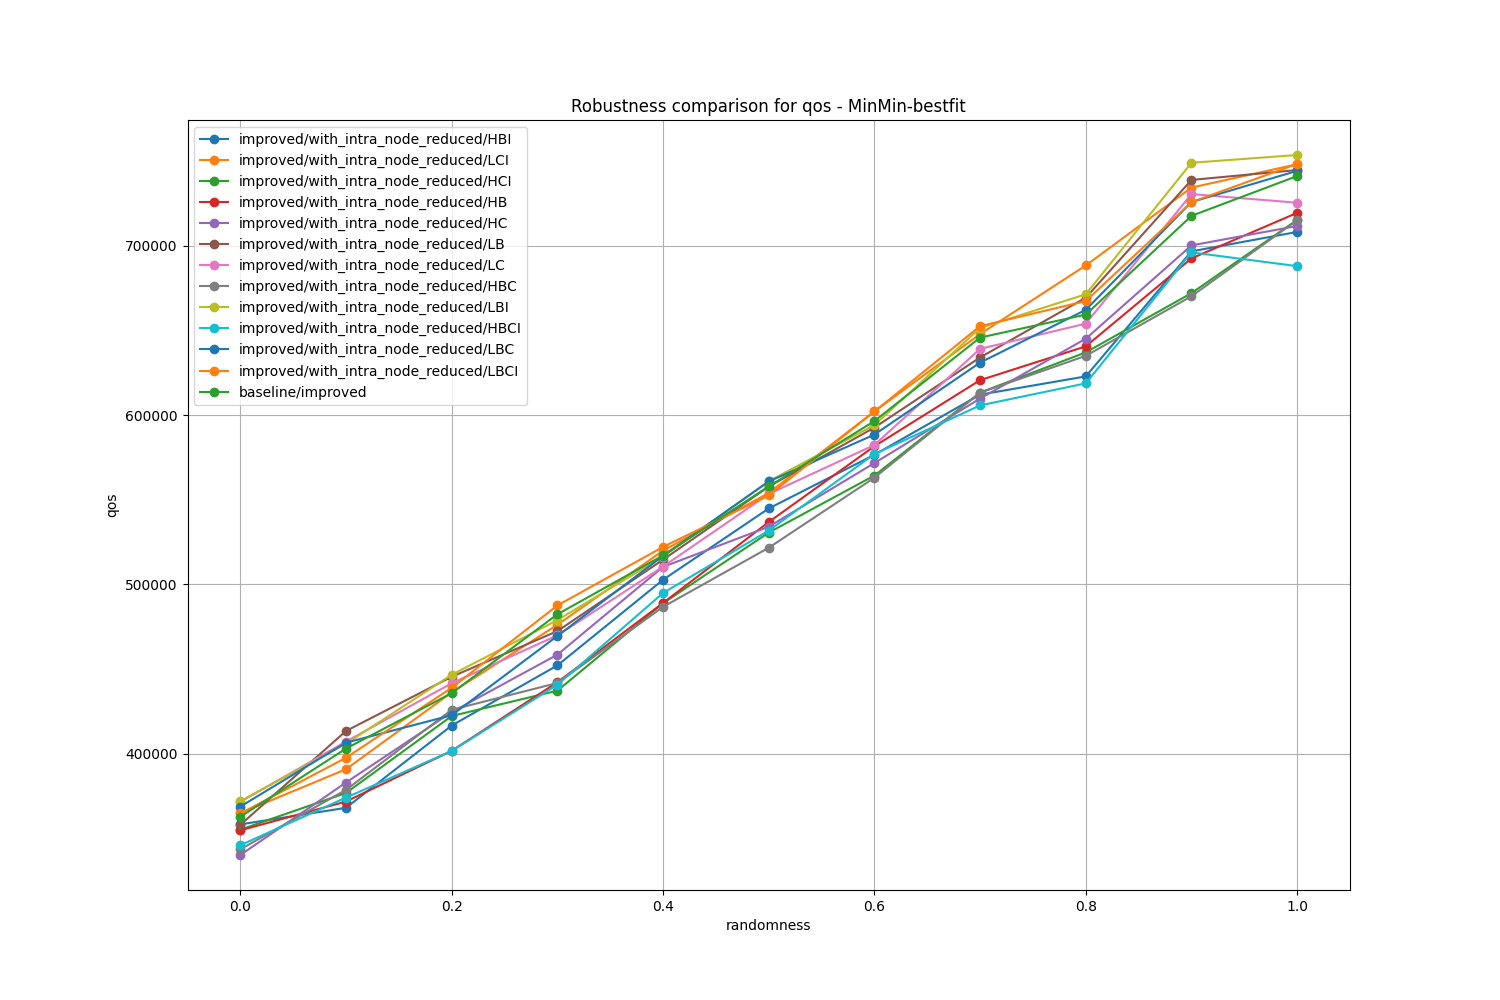 Robustness comparison for qos - MinMin-bestfit
improved/with_intra_node_reduced/HBI
improved/with_intra_node_reduced/LCI
improved/with_intra_node_reduced/HCI
improved/with_intra_node_reduced/HB
improved/with_intra_node_reduced/HC
improved/with_intra_node_reduced/LB
improved/with_intra_node_reduced/LC
improved/with_intra_node_reduced/HBC
improved/with_intra_node_reduced/LBI
improved/with_intra_node_reduced/HBCI
improved/with_intra_node_reduced/LBC
improved/with_intra_node_reduced/LBCI
baseline/improved
700000
600000
500000
400000
qos
0.0 0.2 0.4 0.6 0.8 1.0
randomness